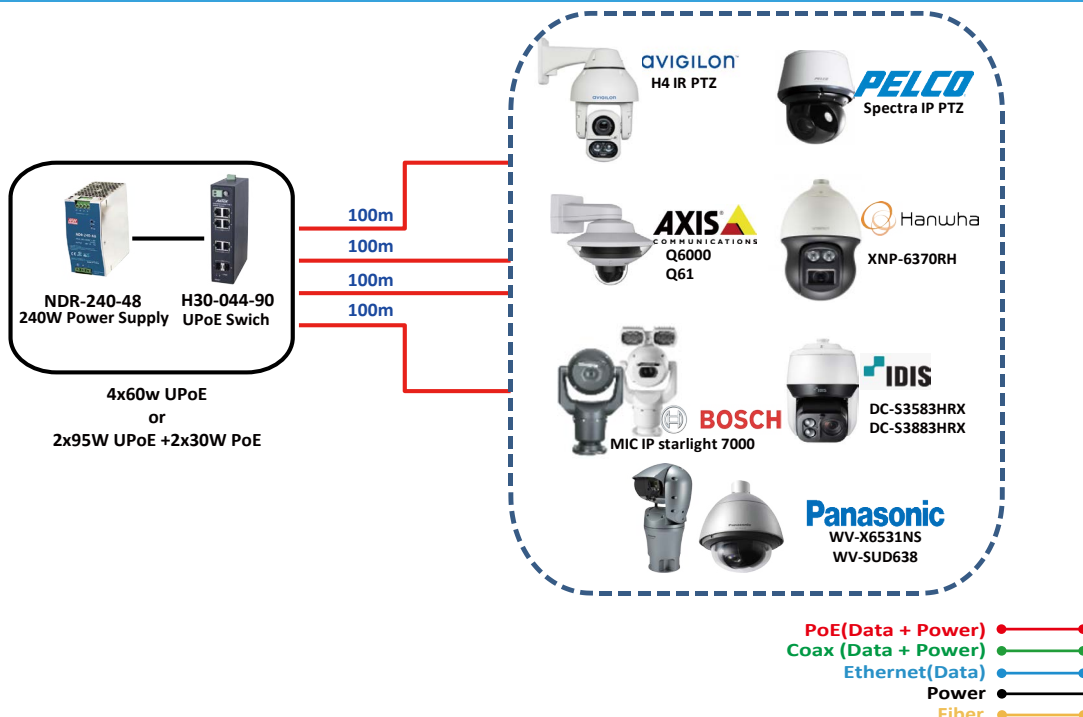 AVIGILON
H4 IR PTZ
PELCO
Spectra IP PTZ
100m
100m
100m
100m
NDR-240-48
240W Power Supply
H30-044-90
UPoE Swich
AXIS
COMMUNICATIONS
Q6000
Q61
Hanwha
XNP-6370RH
4x60w UPoE
or
2x95W UPoE +2x30W PoE
BOSCH
MIC IP starlight 7000
IDIS
DC-S3583HRX
DC-S3883HRX
Panasonic
WV-X6531NS
WV-SUD638
PoE(Data + Power)
Coax (Data + Power)
Ethernet(Data)
Power
Fiber